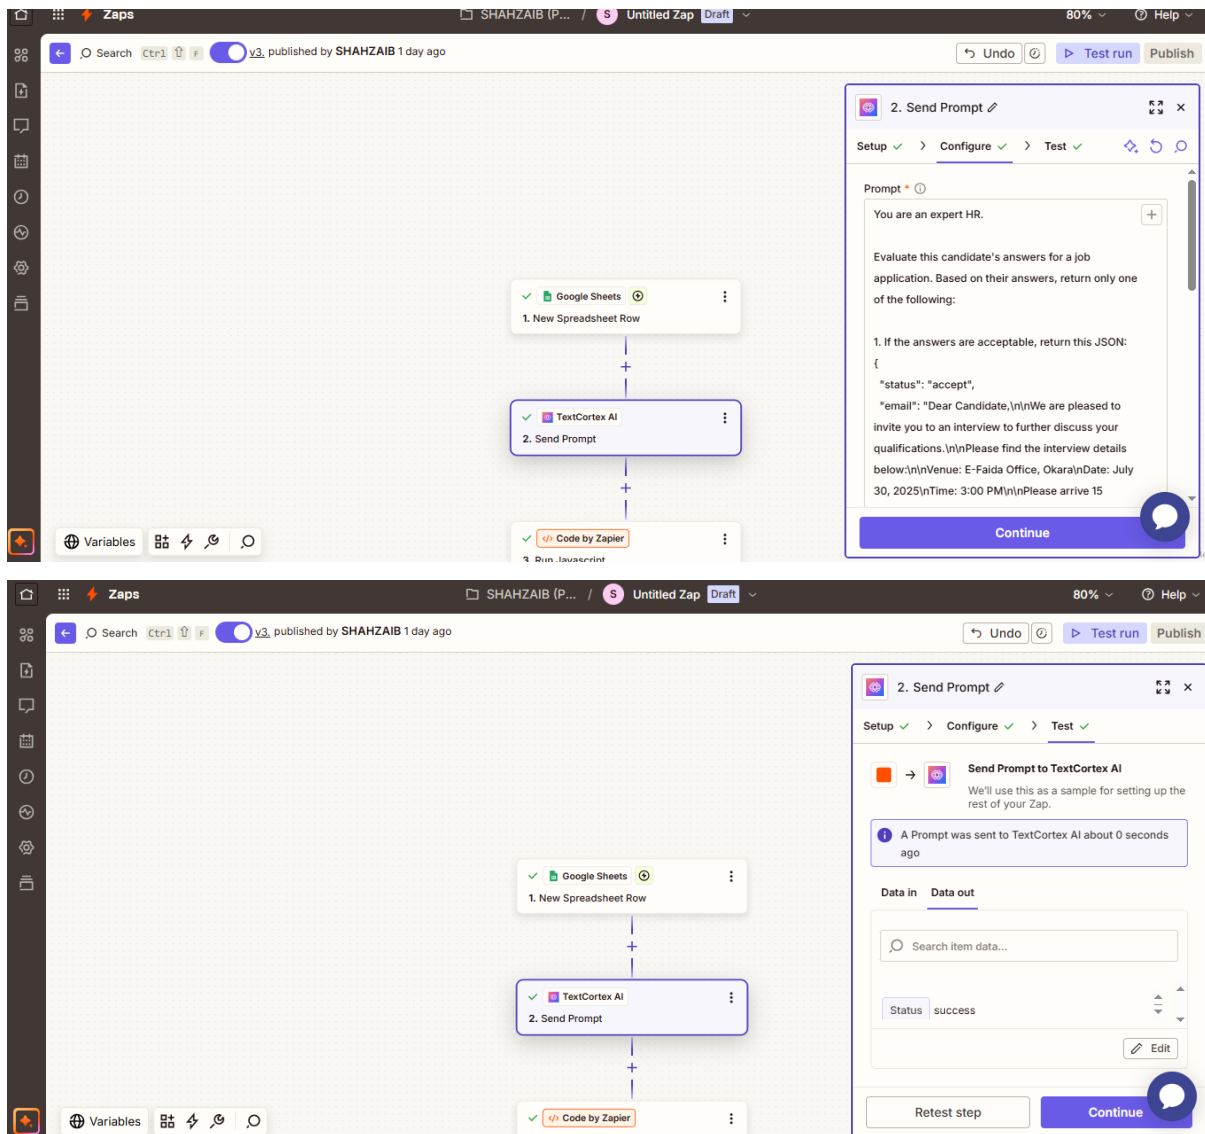 Zaps
SHAHZAIB (P... / S Untitled Zap Draft
80%
Help
Search Ctrl ⇧ F
v3. published by SHAHZAIB 1 day ago
Undo
Test run
Publish
2. Send Prompt
Setup
Configure
Test
Prompt *
You are an expert HR.
Evaluate this candidate's answers for a job
application. Based on their answers, return only one
of the following:
1. If the answers are acceptable, return this JSON:
{
"status": "accept",
"email": "Dear Candidate,\n\nWe are pleased to
invite you to an interview to further discuss your
qualifications.\n\nPlease find the interview details
below:\n\nVenue: E-Faida Office, Okara\nDate: July
30, 2025\nTime: 3:00 PM\n\nPlease arrive 15
Continue
Google Sheets
1. New Spreadsheet Row
TextCortex AI
2. Send Prompt
Code by Zapier
3. Run Javascript
Variables
Zaps
SHAHZAIB (P... / S Untitled Zap Draft
80%
Help
Search Ctrl ⇧ F
v3. published by SHAHZAIB 1 day ago
Undo
Test run
Publish
2. Send Prompt
Setup
Configure
Test
Send Prompt to TextCortex AI
We'll use this as a sample for setting up the
rest of your Zap.
A Prompt was sent to TextCortex AI about 0 seconds
ago
Data in
Data out
Search item data...
Status success
Edit
Retest step
Continue
Google Sheets
1. New Spreadsheet Row
TextCortex AI
2. Send Prompt
Code by Zapier
Variables